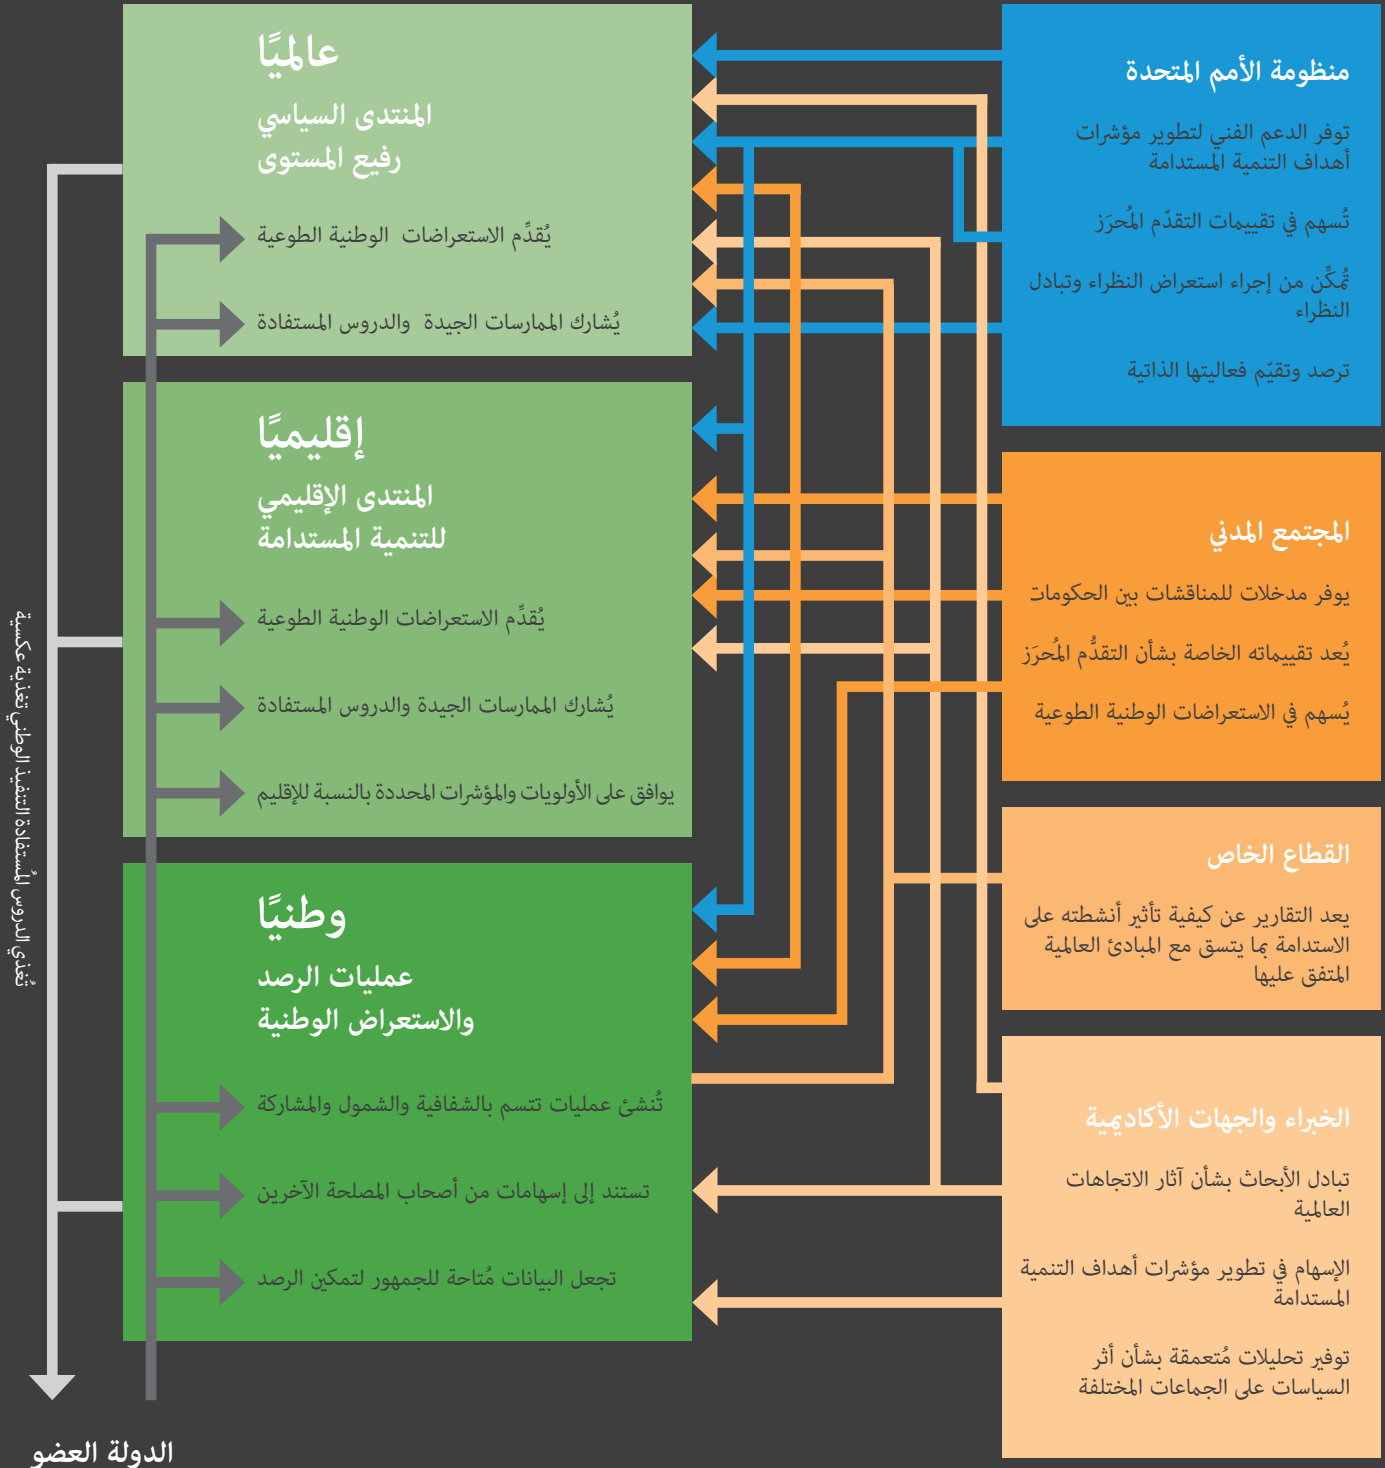 منظومة الأمم المتحدة
توفر الدعم الفني لتطوير مؤشرات
أهداف التنمية المستدامة
تُسهم في تقييمات التقدّم المُحرَز
تُمكِّن من إجراء استعراض النظراء وتبادل
النظراء
ترصد وتقيّم فعاليتها الذاتية
المجتمع المدني
يوفر مدخلات للمناقشات بين الحكومات
يُعد تقييماته الخاصة بشأن التقدُّم المُحرَز
يُسهم في الاستعراضات الوطنية الطوعية
القطاع الخاص
يعد التقارير عن كيفية تأثير أنشطته على
الاستدامة بما يتسق مع المبادئ العالمية
المتفق عليها
الخبراء والجهات الأكاديمية
تبادل الأبحاث بشأن آثار الاتجاهات
العالمية
الإسهام في تطوير مؤشرات أهداف التنمية
المستدامة
توفير تحليلات مُتعمقة بشأن أثر
السياسات على الجماعات المختلفة
عالميًا
المنتدى السياسي
رفيع المستوى
يُقدِّم الاستعراضات الوطنية الطوعية
يُشارك الممارسات الجيدة والدروس المستفادة
إقليميًا
المنتدى الإقليمي
للتنمية المستدامة
يُقدِّم الاستعراضات الوطنية الطوعية
يُشارك الممارسات الجيدة والدروس المستفادة
يوافق على الأولويات والمؤشرات المحددة بالنسبة للإقليم
وطنيًا
عمليات الرصد
والاستعراض الوطنية
تُنشئ عمليات تتسم بالشفافية والشمول والمشاركة
تستند إلى إسهامات من أصحاب المصلحة الآخرين
تجعل البيانات مُتاحة للجمهور لتمكين الرصد
تُغذي الدروس المُستفادة التنفيذ الوطني تغذية عكسية
الدولة العضو